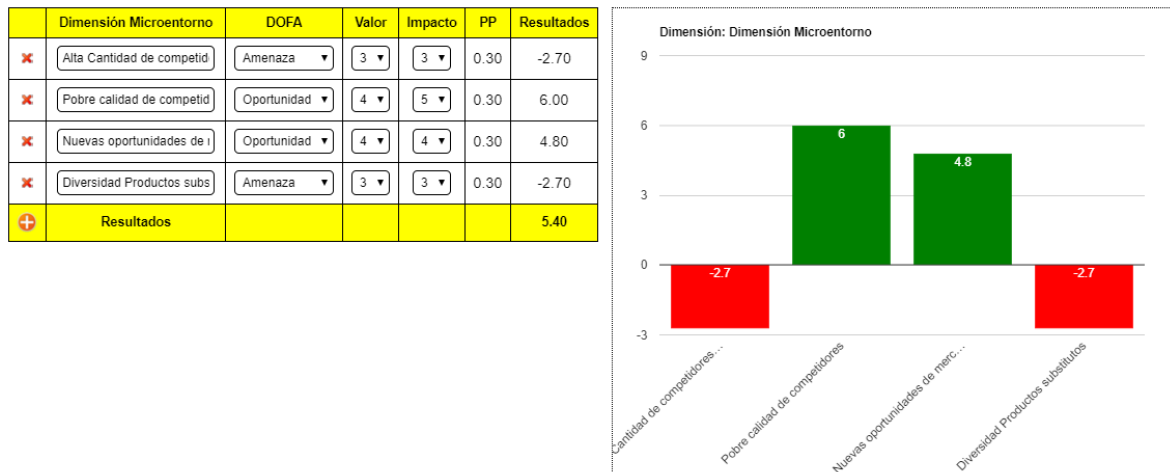 Dimensión Microentorno DOFA Valor Impacto PP Resultados
Alta Cantidad de competid Amenaza 3 3 0.30 -2.70
Pobre calidad de competid Oportunidad 4 5 0.30 6.00
Nuevas oportunidades de Oportunidad 4 4 0.30 4.80
Diversidad Productos subs Amenaza 3 3 0.30 -2.70
Resultados 5.40
Dimensión: Dimensión Microentorno
9
6
3
0
-3
-2.7
6
4.8
-2.7
Cantidad de competidores...
Pobre calidad de competidores
Nuevas oportunidades de merc...
Diversidad Productos substitutos